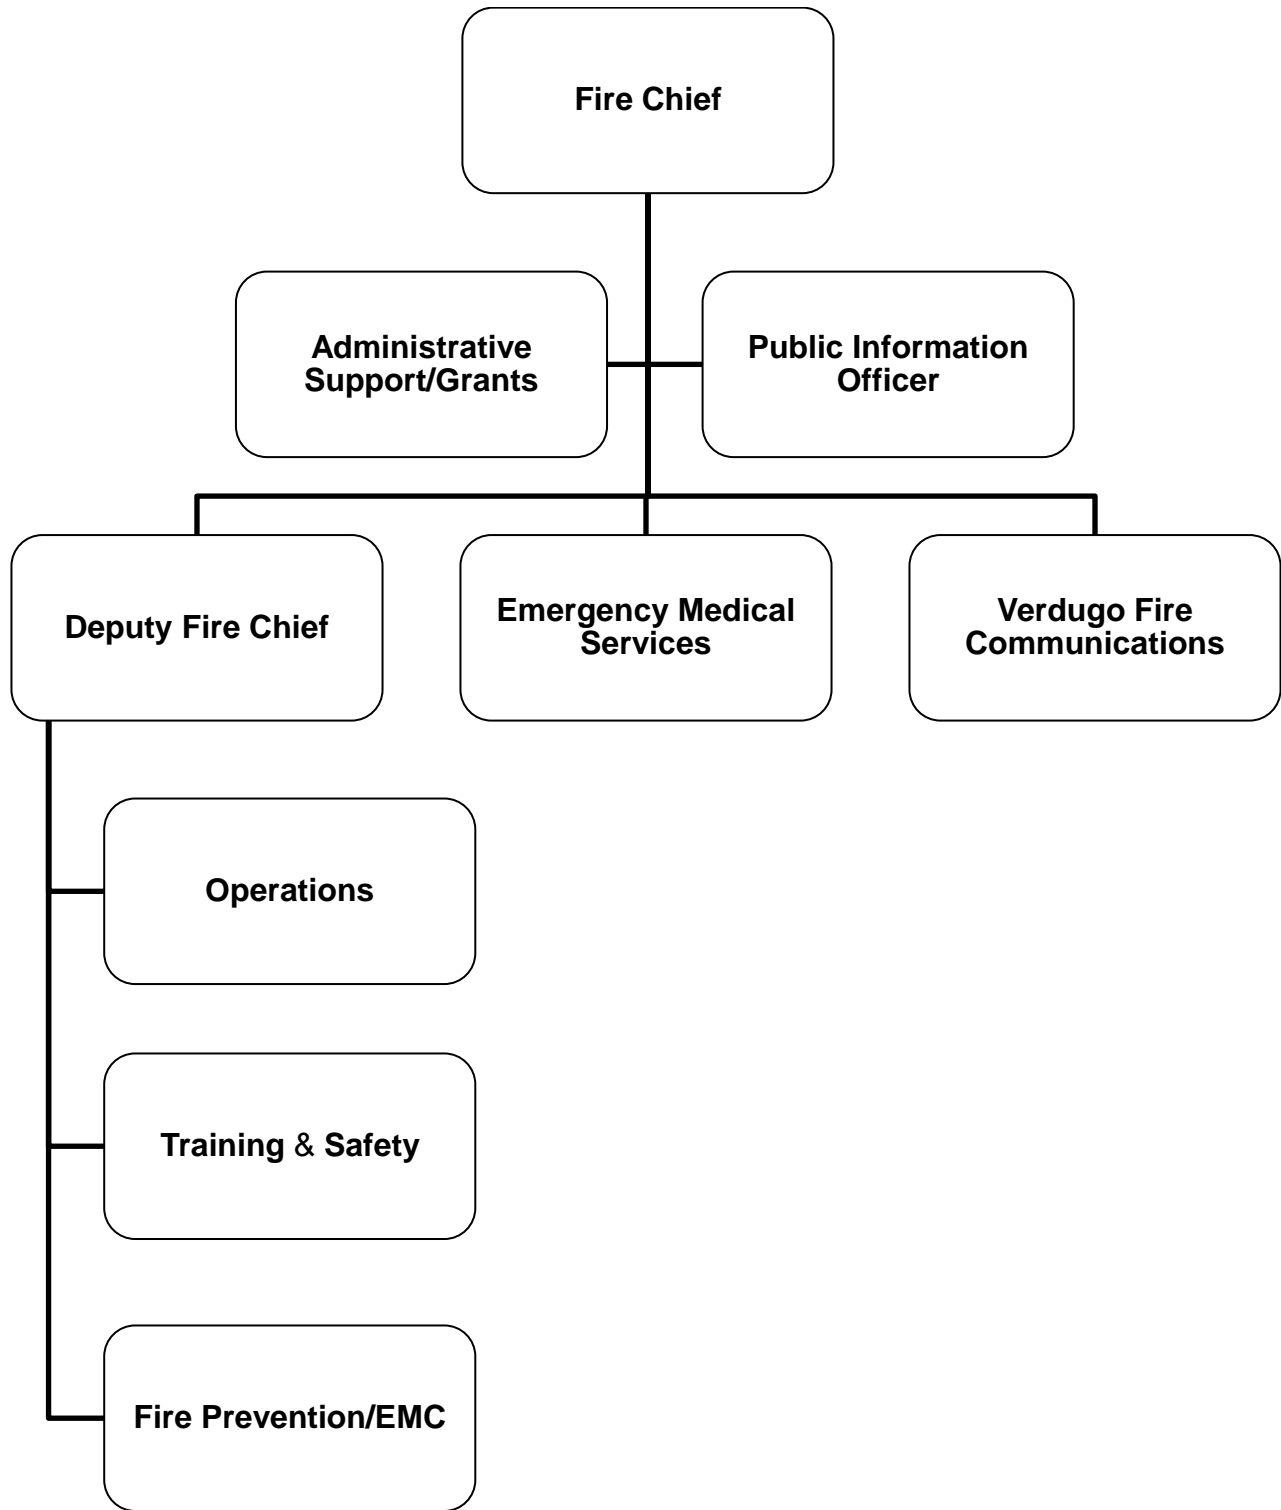 Fire Chief
Administrative
Support/Grants
Public Information
Officer
Deputy Fire Chief
Emergency Medical
Services
Verdugo Fire
Communications
Operations
Training & Safety
Fire Prevention/EMC